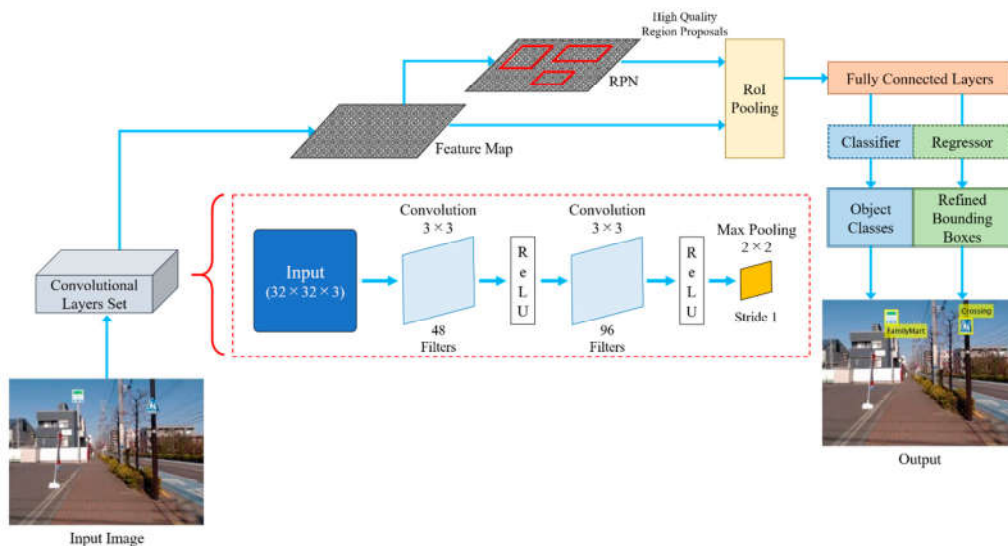 High Quality
Region Proposals
RPN
Feature Map
RoI
Pooling
Fully Connected Layers
Classifier
Regressor
Object
Classes
Refined
Bounding
Boxes
Convolutional
Layers Set
Input
(32×32×3)
Convolution
3×3
48
Filters
ReLU
Convolution
3×3
96
Filters
ReLU
Max Pooling
2×2
Stride 1
FamilyMart
Crossing
Output
Input Image